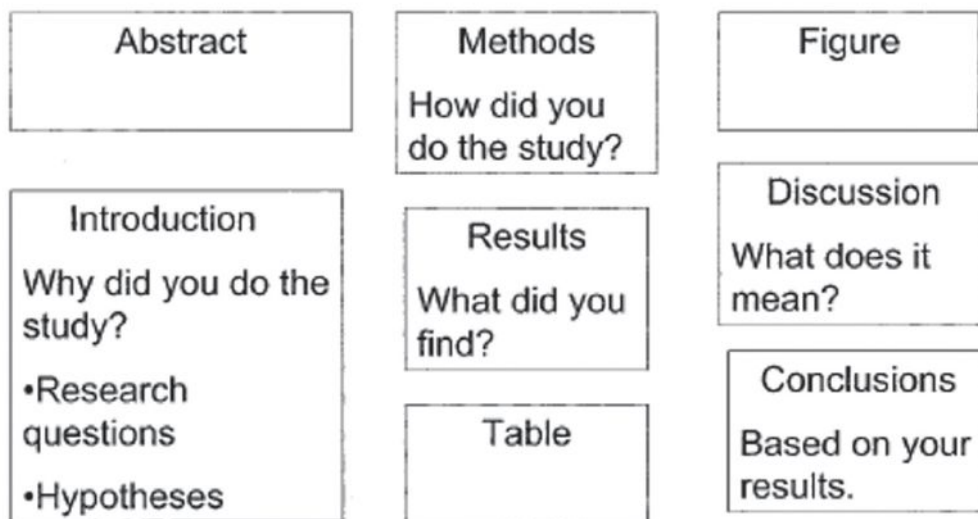 Abstract
Introduction
Why did you do the
study?
•Research
questions
•Hypotheses
Methods
How did you
do the study?
Results
What did you
find?
Table
Figure
Discussion
What does it
mean?
Conclusions
Based on your
results.